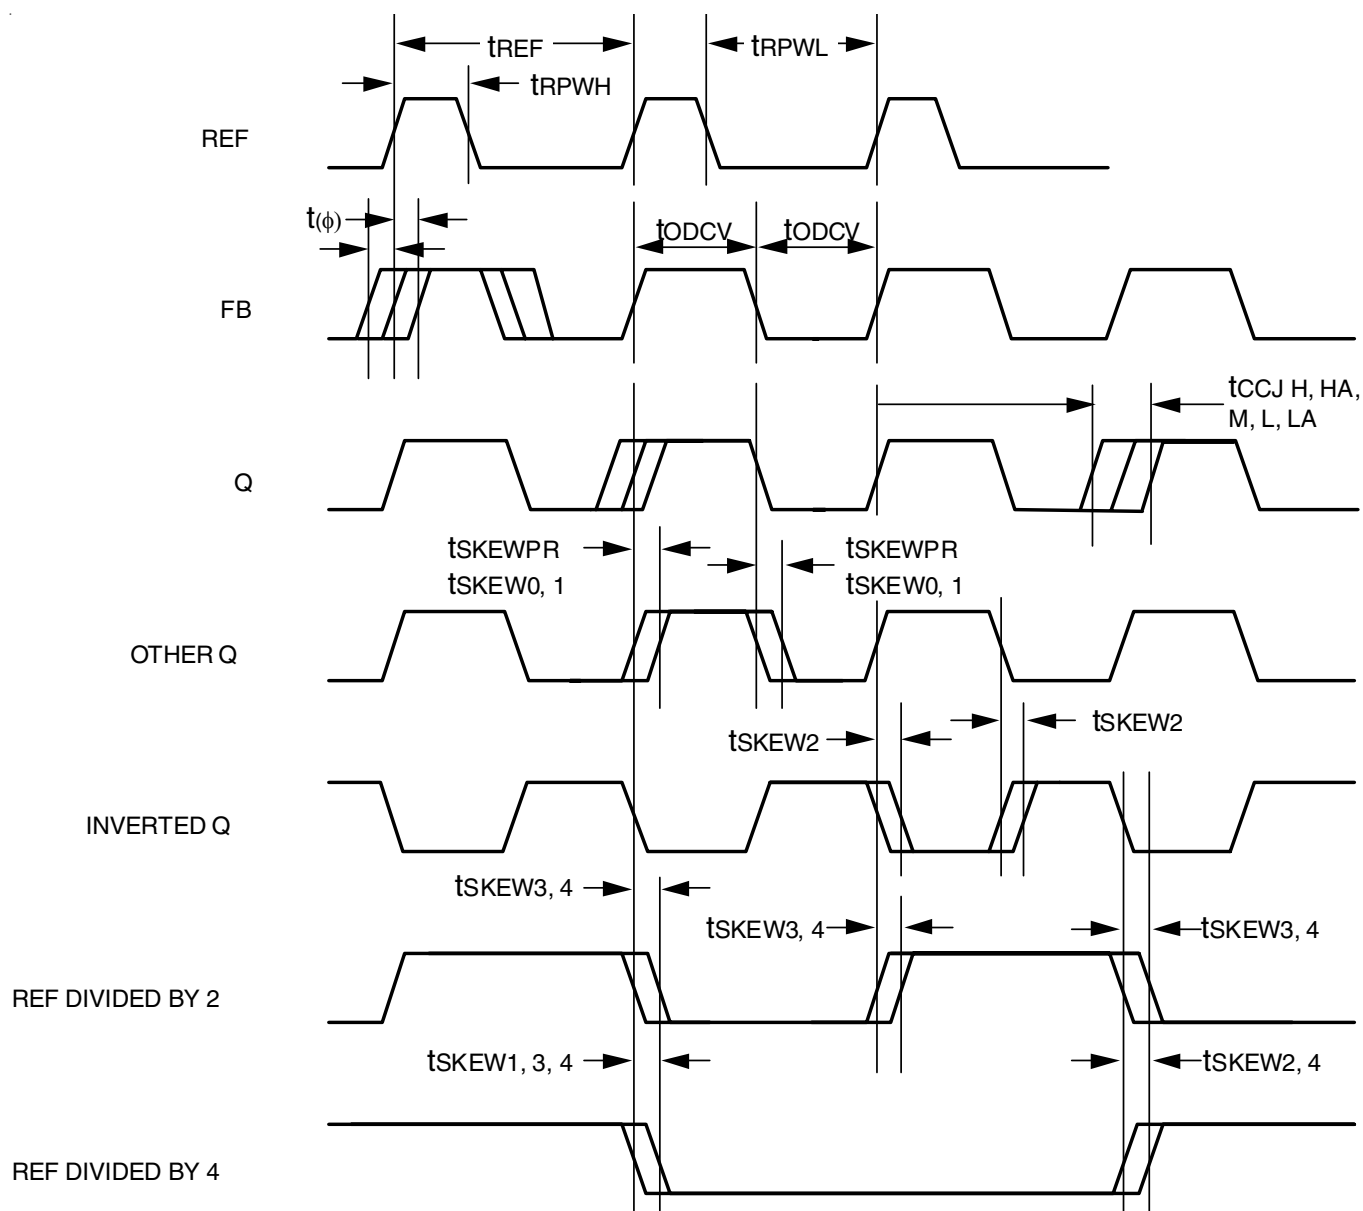 tREF
tRPWL
tRPWH
REF
t(ϕ)
tODCV
tODCV
FB
tCCJ H, HA,
M, L, LA
Q
tSKEWPR
tSKEW0, 1
tSKEWPR
tSKEW0, 1
OTHER Q
tSKEW2
tSKEW2
INVERTED Q
tSKEW3, 4
tSKEW3, 4
tSKEW3, 4
REF DIVIDED BY 2
tSKEW1, 3, 4
tSKEW2, 4
REF DIVIDED BY 4